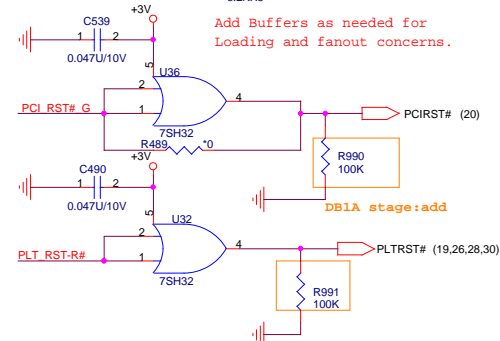 +3V
C539
1 2
0.047U/10V
Add Buffers as needed for
Loading and fanout concerns.
5
U36
2
4
PCI_RST#_G
1
PCIRST# (20)
7SH32
R489
*0
R990
100K
+3V
C490
1 2
0.047U/10V
DB1A stage:add
5
U32
2
4
PLT_RST-R#
1
PLTRST# (19,26,28,30)
7SH32
R991
100K